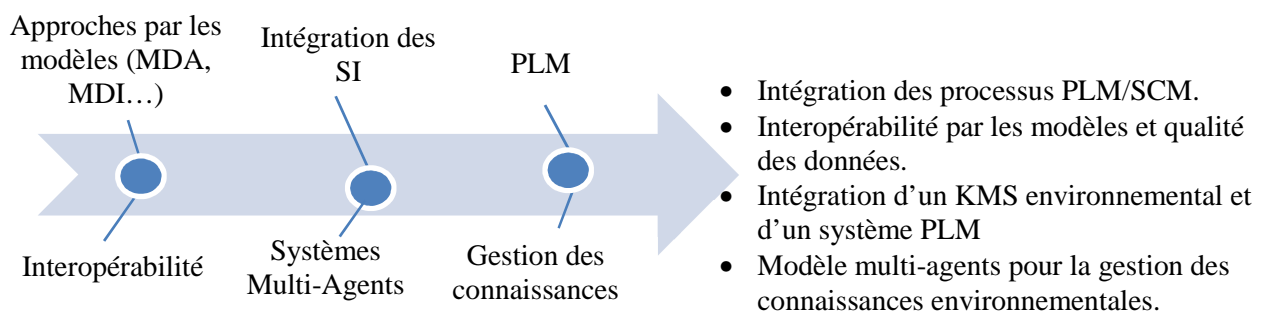 Approches par les
modèles (MDA,
MDI…)
Intégration des
SI
PLM
Interopérabilité
Systèmes
Multi-Agents
Gestion des
connaissances
• Intégration des processus PLM/SCM.
• Interopérabilité par les modèles et qualité
des données.
• Intégration d’un KMS environnemental et
d’un système PLM
• Modèle multi-agents pour la gestion des
connaissances environnementales.